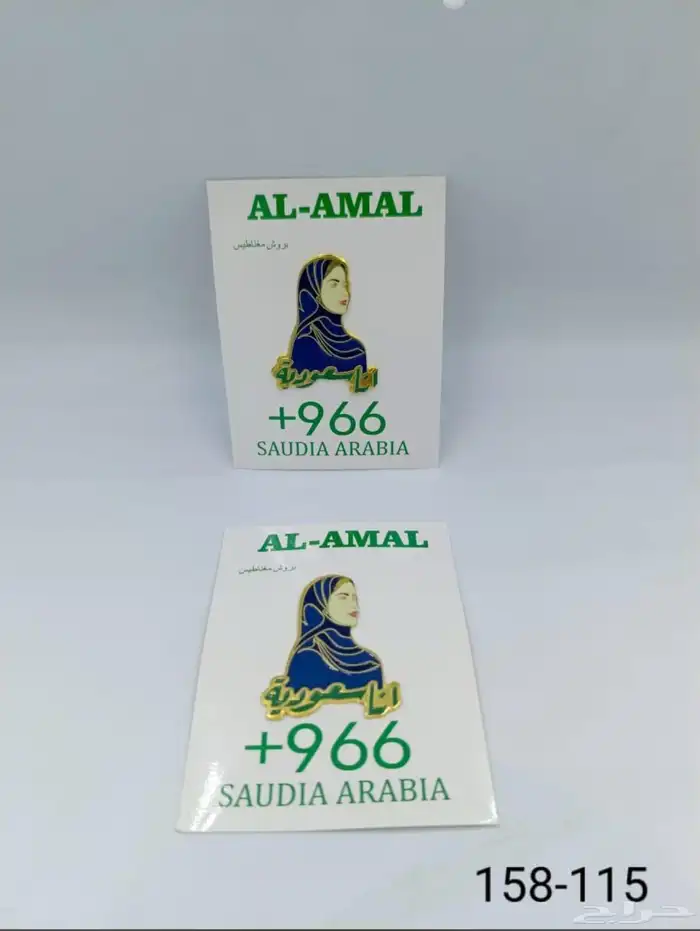 AL-AMAL
بروش مغناطيس
انا سعودية
+966
SAUDIA ARABIA
AL-AMAL
بروش مغناطيس
انا سعودية
+966
SAUDIA ARABIA
158-115
حراج